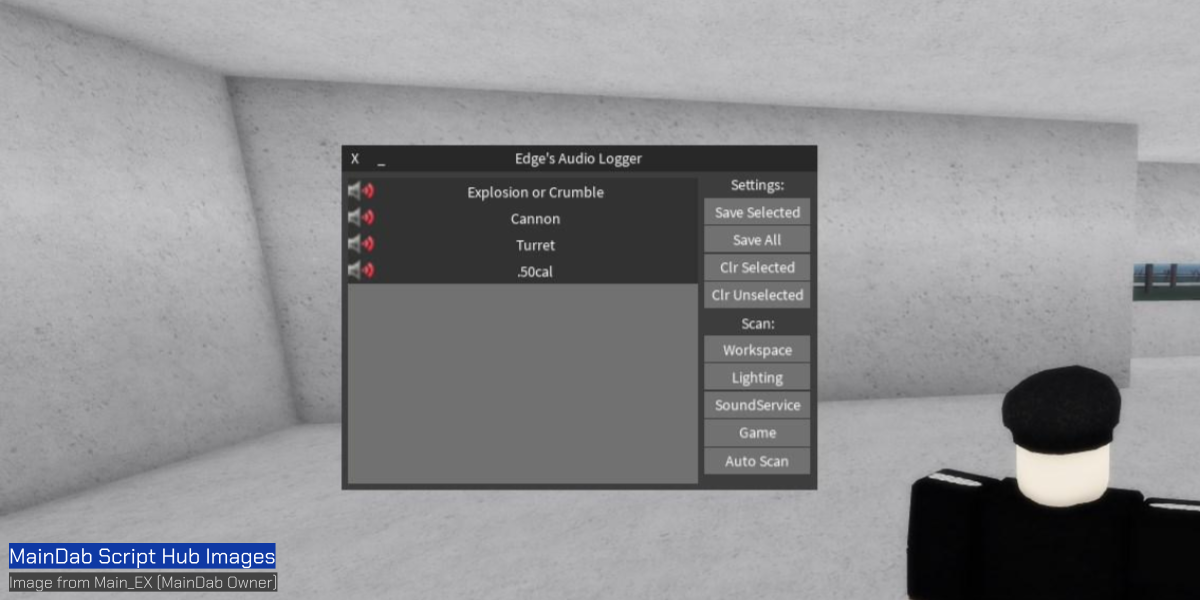 X _ Edge's Audio Logger
Explosion or Crumble
Cannon
Turret
.50cal
Settings:
Save Selected
Save All
Clr Selected
Clr Unselected
Scan:
Workspace
Lighting
SoundService
Game
Auto Scan
MainDab Script Hub Images
Image from Main_EX [MainDab Owner]